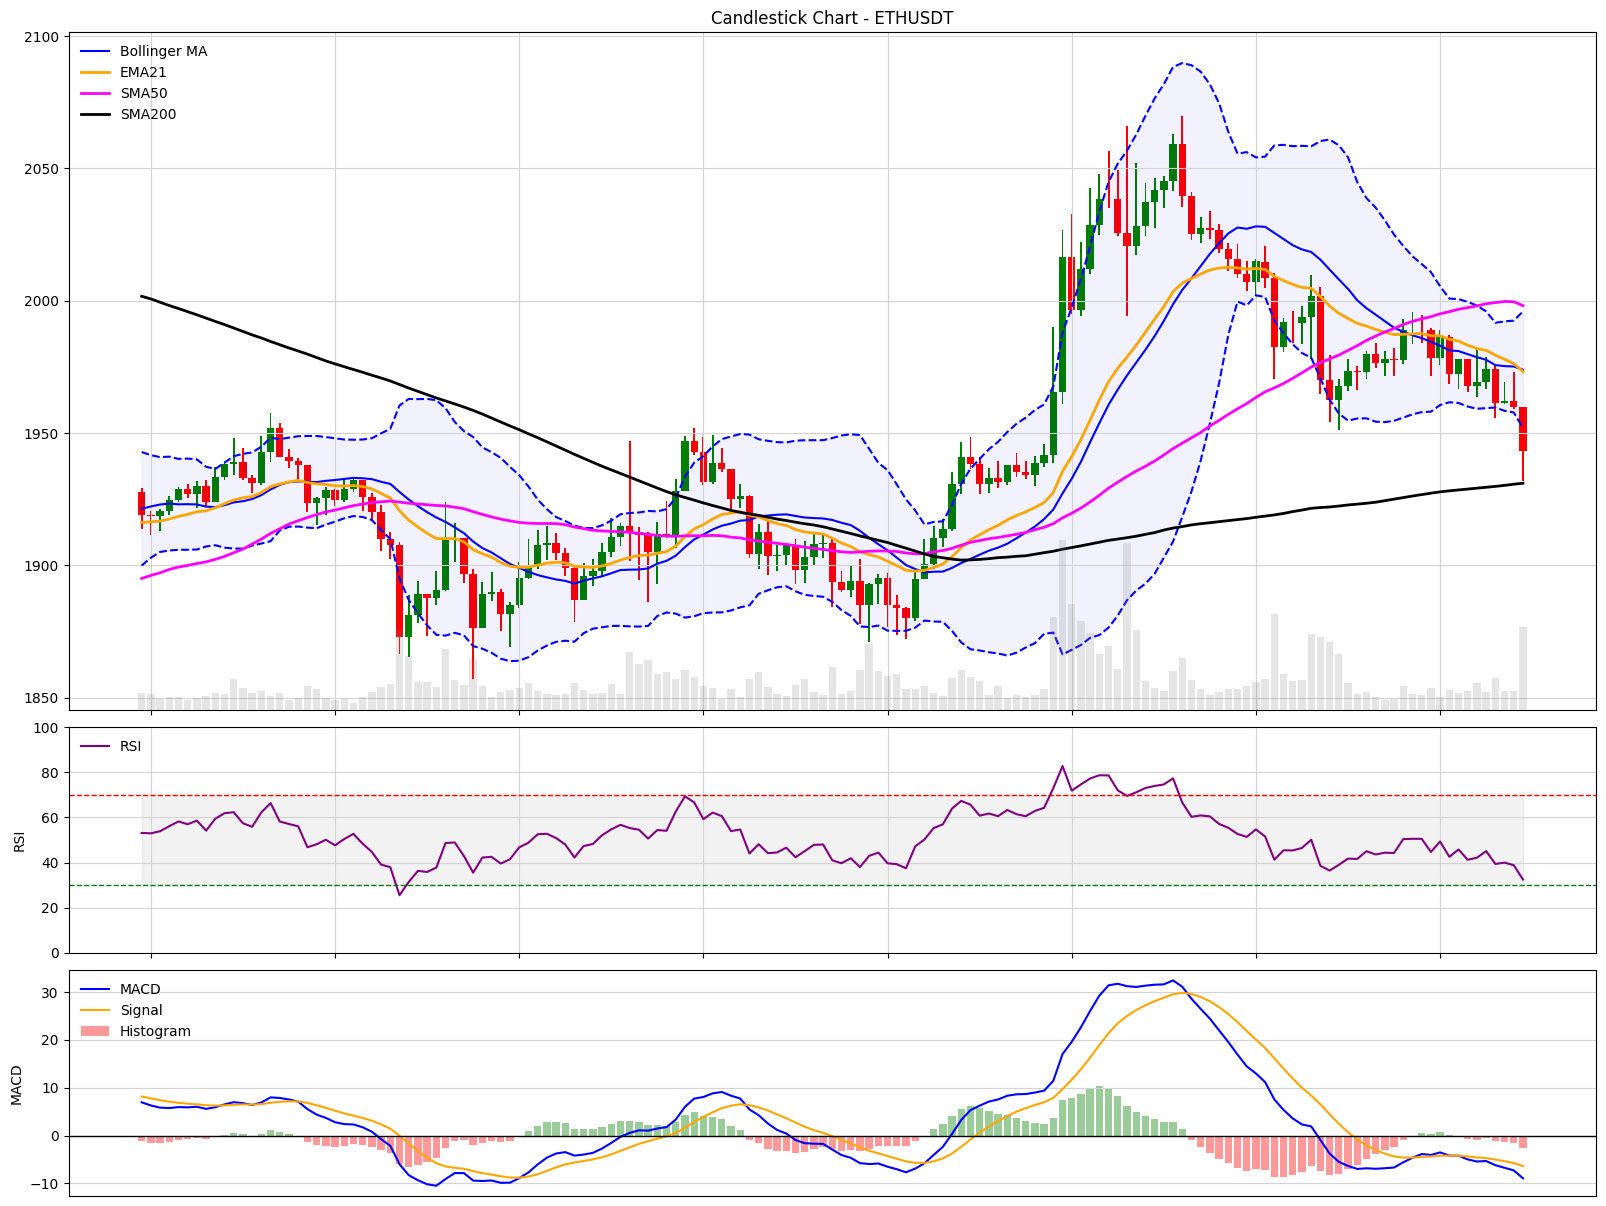 Candlestick Chart - ETHUSDT
2100
2050
2000
1950
1900
1850
Bollinger MA
EMA21
SMA50
SMA200
100
80
60
40
20
0
RSI
RSI
30
20
10
0
−10
MACD
MACD
Signal
Histogram